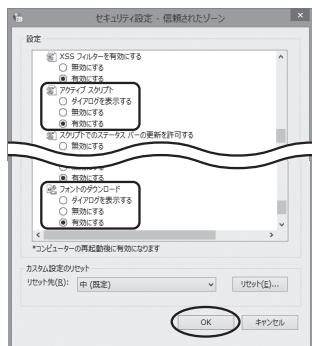 セキュリティ設定 - 信頼されたゾーン
設定
XSS フィルターを有効にする
無効にする
有効にする
アクティブ スクリプト
ダイアログを表示する
無効にする
有効にする
スクリプトでのステータス バーの更新を許可する
無効にする
有効にする
フォントのダウンロード
ダイアログを表示する
無効にする
有効にする
*コンピューターの再起動後に有効になります
カスタム設定のリセット
リセット先(R): 中 (既定) リセット(E)...
OK キャンセル